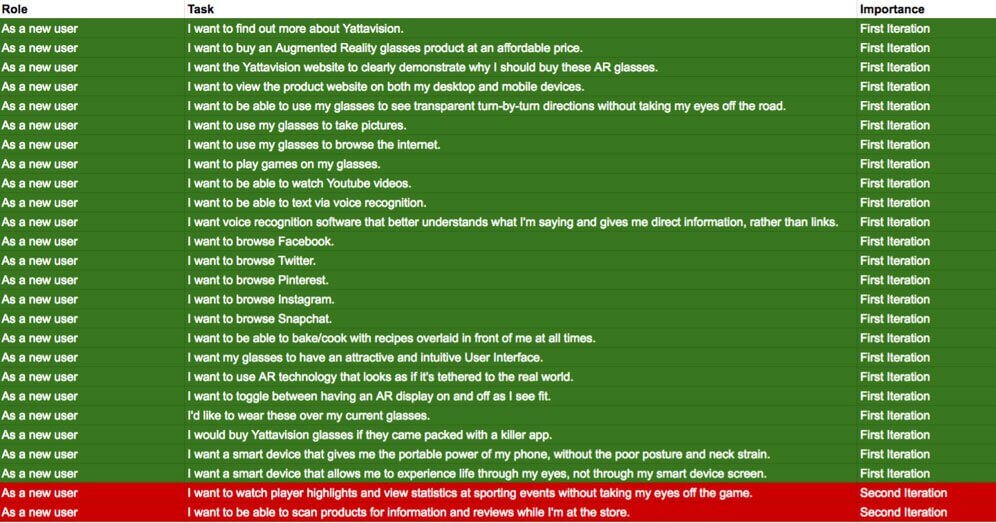 Role Task Importance
As a new user I want to find out more about Yattavision. First Iteration
As a new user I want to buy an Augmented Reality glasses product at an affordable price. First Iteration
As a new user I want the Yattavision website to clearly demonstrate why I should buy these AR glasses. First Iteration
As a new user I want to view the product website on both my desktop and mobile devices. First Iteration
As a new user I want to be able to use my glasses to see transparent turn-by-turn directions without taking my eyes off the road. First Iteration
As a new user I want to use my glasses to take pictures. First Iteration
As a new user I want to use my glasses to browse the internet. First Iteration
As a new user I want to play games on my glasses. First Iteration
As a new user I want to be able to watch Youtube videos. First Iteration
As a new user I want to be able to text via voice recognition. First Iteration
As a new user I want voice recognition software that better understands what I'm saying and gives me direct information, rather than links. First Iteration
As a new user I want to browse Facebook. First Iteration
As a new user I want to browse Twitter. First Iteration
As a new user I want to browse Pinterest. First Iteration
As a new user I want to browse Instagram. First Iteration
As a new user I want to browse Snapchat. First Iteration
As a new user I want to be able to bake/cook with recipes overlaid in front of me at all times. First Iteration
As a new user I want my glasses to have an attractive and intuitive User Interface. First Iteration
As a new user I want to use AR technology that looks as if it's tethered to the real world. First Iteration
As a new user I want to toggle between having an AR display on and off as I see fit. First Iteration
As a new user I'd like to wear these over my current glasses. First Iteration
As a new user I would buy Yattavision glasses if they came packed with a killer app. First Iteration
As a new user I want a smart device that gives me the portable power of my phone, without the poor posture and neck strain. First Iteration
As a new user I want a smart device that allows me to experience life through my eyes, not through my smart device screen. First Iteration
As a new user I want to watch player highlights and view statistics at sporting events without taking my eyes off the game. Second Iteration
As a new user I want to be able to scan products for information and reviews while I'm at the store. Second Iteration